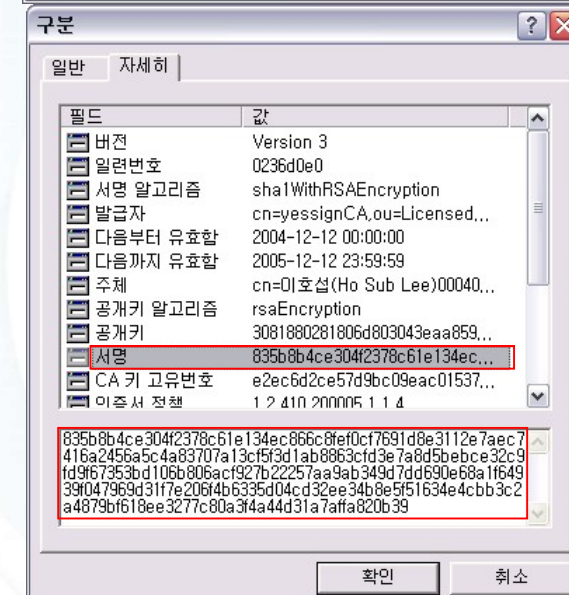 구분
일반 자세히
필드 값
버전 Version 3
일련번호 0236d0e0
서명 알고리즘 sha1WithRSAEncryption
발급자 cn=yessignCA,ou=Licensed,,,
다음부터 유효함 2004-12-12 00:00:00
다음까지 유효함 2005-12-12 23:59:59
주체 cn=이호섭(Ho Sub Lee)00040,,,
공개키 알고리즘 rsaEncryption
공개키 3081880281806d803043eaa859,,,
서명 835b8b4ce304f2378c61e134ec,,,
CA 키 고유번호 e2ec6d2ce57d9bc09eac01537,,,
인증서 정책 1.2.410.200005.1.1.4
835b8b4ce304f2378c61e134ec866c8fef0cf7691d8e3112e7aec7
416a2456a5c4a83707a13cf5f3d1ab8863cfd3e7a8d5bebce32c9
fd9f67353bd106b806acf927b22257aa9ab349d7dd690e68a1f649
39f047969d31f7e206f4b6335d04cd32ee34b8e5f51634e4cbb3c2
a4879bf618ee3277c80a3f4a44d31a7affa820b39
확인 취소